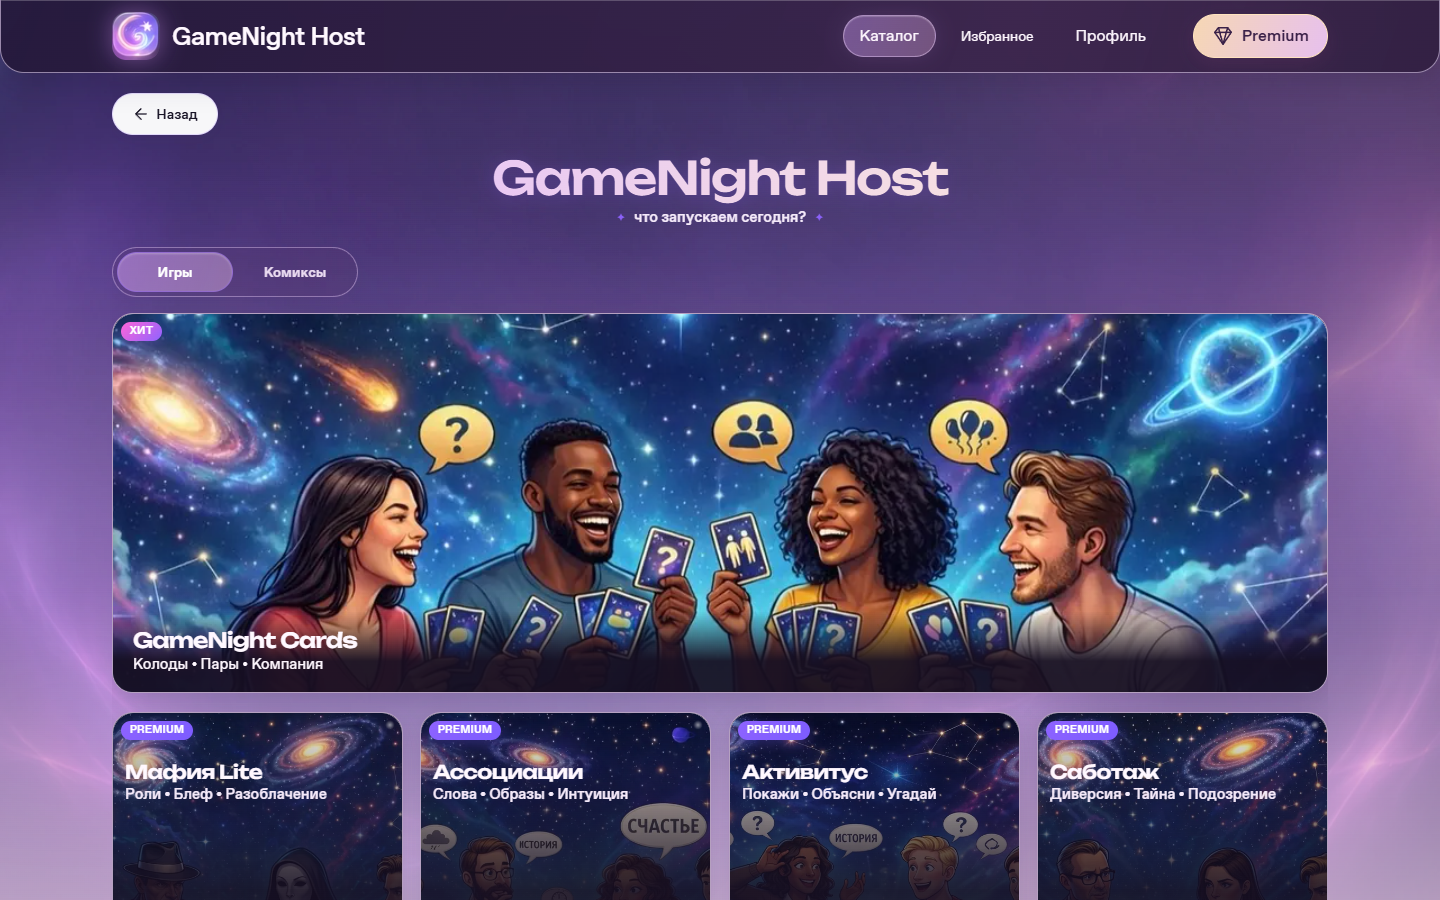 GameNight Host
Каталог
Избранное
Профиль
Premium
Назад
GameNight Host
что запускаем сегодня?
Игры
Комиксы
ХИТ
?
?
?
?
?
?
GameNight Cards
Колоды • Пары • Компания
PREMIUM
Мафия Lite
Роли • Блеф • Разоблачение
PREMIUM
Ассоциации
Слова • Образы • Интуиция
СЧАСТЬЕ
ИСТОРИЯ
PREMIUM
Активитус
Покажи • Объясни • Угадай
?
ИСТОРИЯ
?
PREMIUM
Саботаж
Диверсия • Тайна • Подозрение